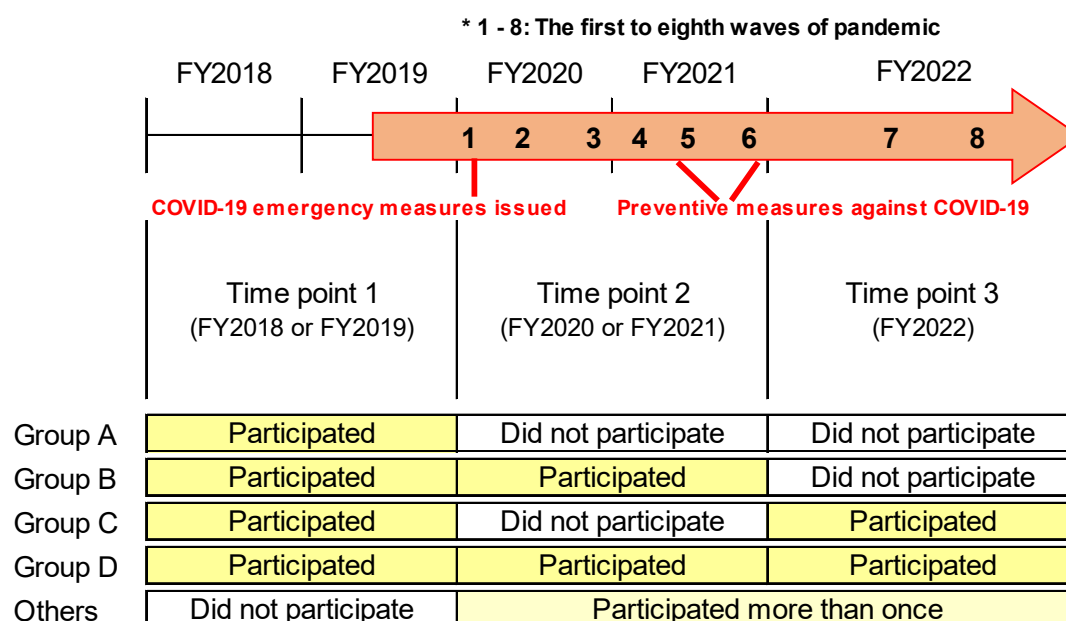 * 1 - 8: The first to eighth waves of pandemic
FY2018 FY2019 FY2020 FY2021 FY2022
1 2 3 4 5 6 7 8
COVID-19 emergency measures issued Preventive measures against COVID-19
Time point 1 Time point 2 Time point 3
(FY2018 or FY2019) (FY2020 or FY2021) (FY2022)
Group A Participated Did not participate Did not participate
Group B Participated Participated Did not participate
Group C Participated Did not participate Participated
Group D Participated Participated Participated
Others Did not participate Participated more than once